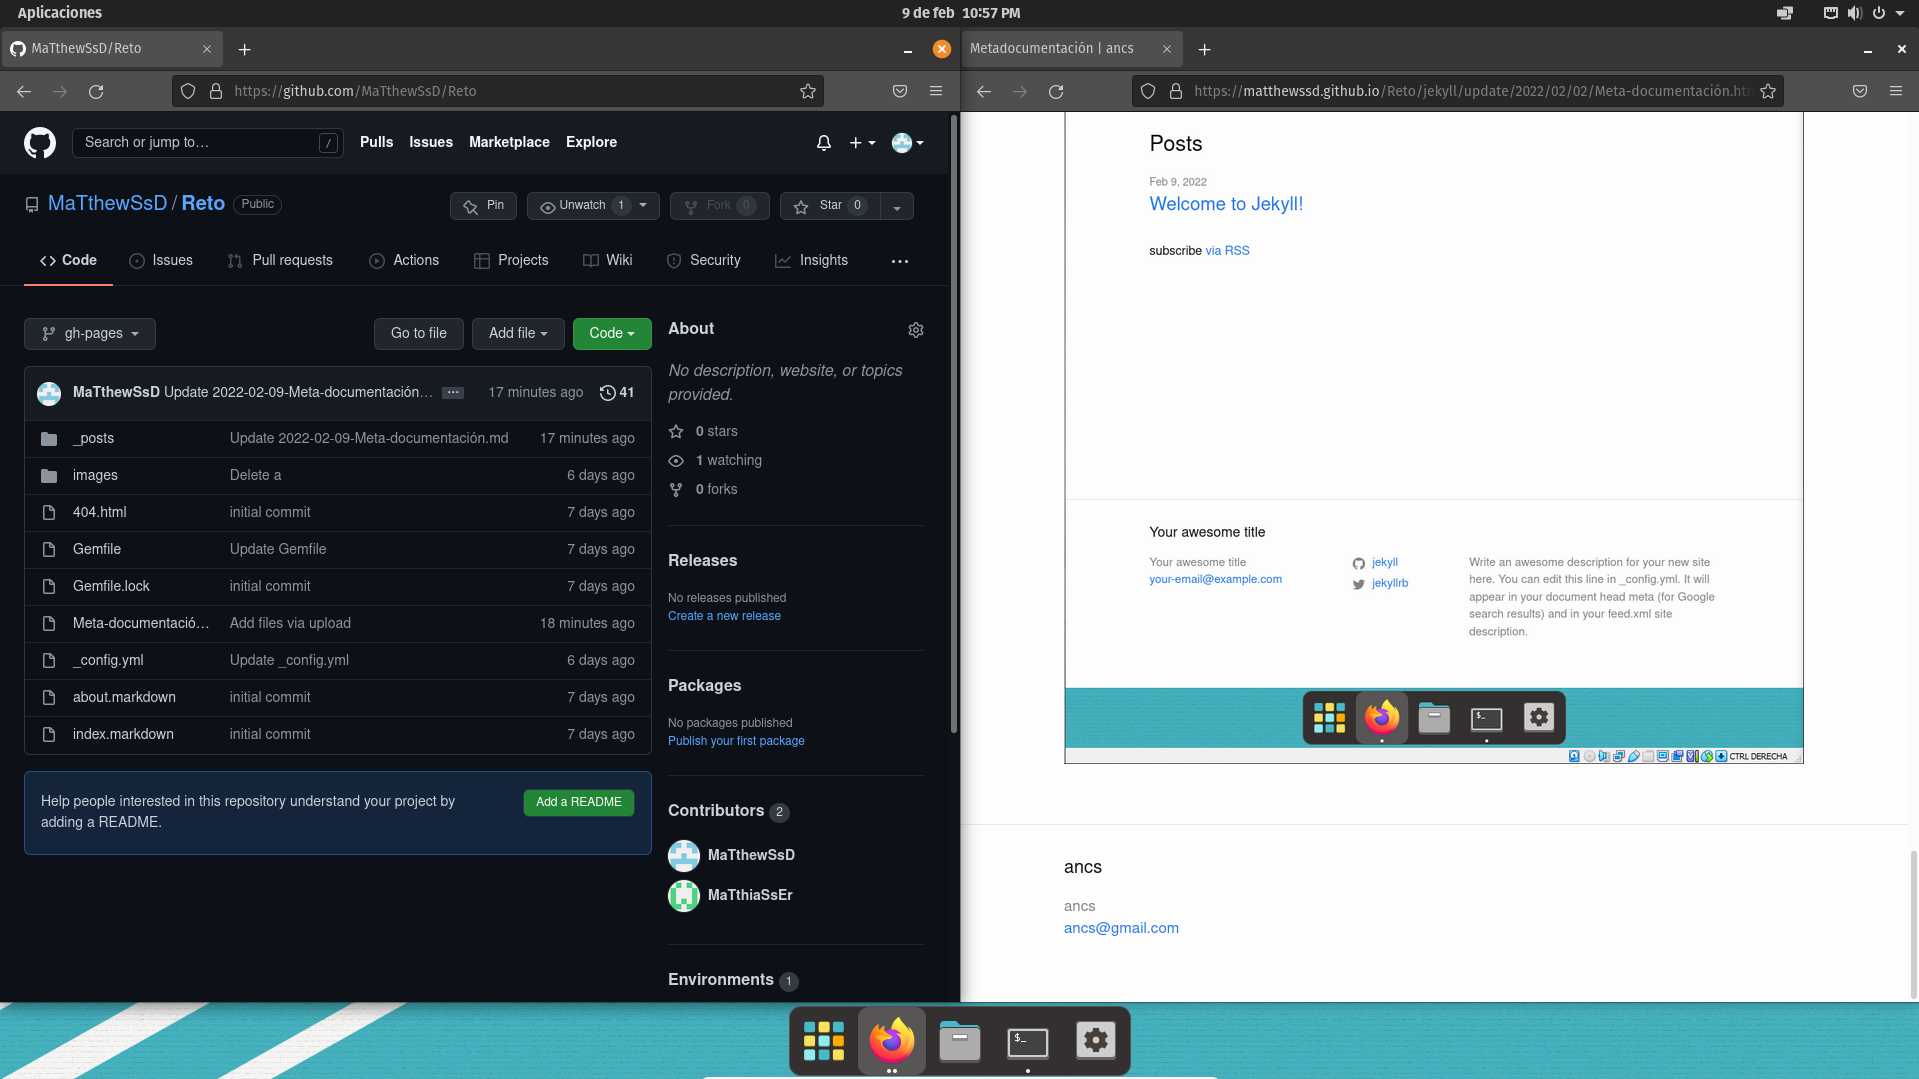 Aplicaciones
9 de feb 10:57 PM
MaTthewSsD/Reto
https://github.com/MaTthewSsD/Reto
Search or jump to…
/
Pulls
Issues
Marketplace
Explore
MaTthewSsD / Reto
Public
Pin
Unwatch 1
Fork 0
Star 0
Code
Issues
Pull requests
Actions
Projects
Wiki
Security
Insights
gh-pages
Go to file
Add file
Code
MaTthewSsD Update 2022-02-09-Meta-documentación… 17 minutes ago 41
_posts Update 2022-02-09-Meta-documentación.md 17 minutes ago
images Delete a 6 days ago
404.html initial commit 7 days ago
Gemfile Update Gemfile 7 days ago
Gemfile.lock initial commit 7 days ago
Meta-documentació… Add files via upload 18 minutes ago
_config.yml Update _config.yml 6 days ago
about.markdown initial commit 7 days ago
index.markdown initial commit 7 days ago
Help people interested in this repository understand your project by
adding a README.
Add a README
About
No description, website, or topics
provided.
0 stars
1 watching
0 forks
Releases
No releases published
Create a new release
Packages
No packages published
Publish your first package
Contributors 2
MaTthewSsD
MaTthiaSsEr
Environments 1
Metadocumentación | ancs
https://matthewssd.github.io/Reto/jekyll/update/2022/02/02/Meta-documentación.htm
Posts
Feb 9, 2022
Welcome to Jekyll!
subscribe via RSS
Your awesome title
Your awesome title
your-email@example.com
jekyll
jekyllrb
Write an awesome description for your new site
here. You can edit this line in _config.yml. It will
appear in your document head meta (for Google
search results) and in your feed.xml site
description.
$_
CTRL DERECHA
ancs
ancs
ancs@gmail.com
$_